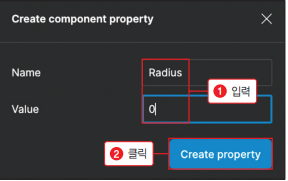 Create component property
Name Radius
❶ 입력
Value 0
❷ 클릭 Create property